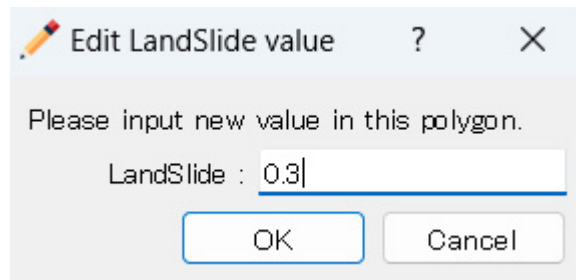 Edit LandSlide value ? ×
Please input new value in this polygon.
LandSlide : 0.3
OK Cancel